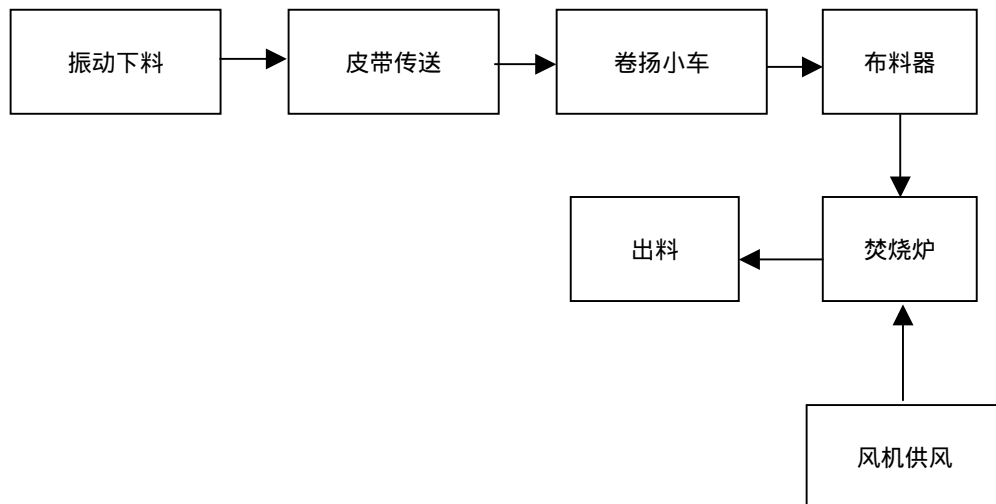 振动下料
皮带传送
卷扬小车
布料器
出料
焚烧炉
风机供风